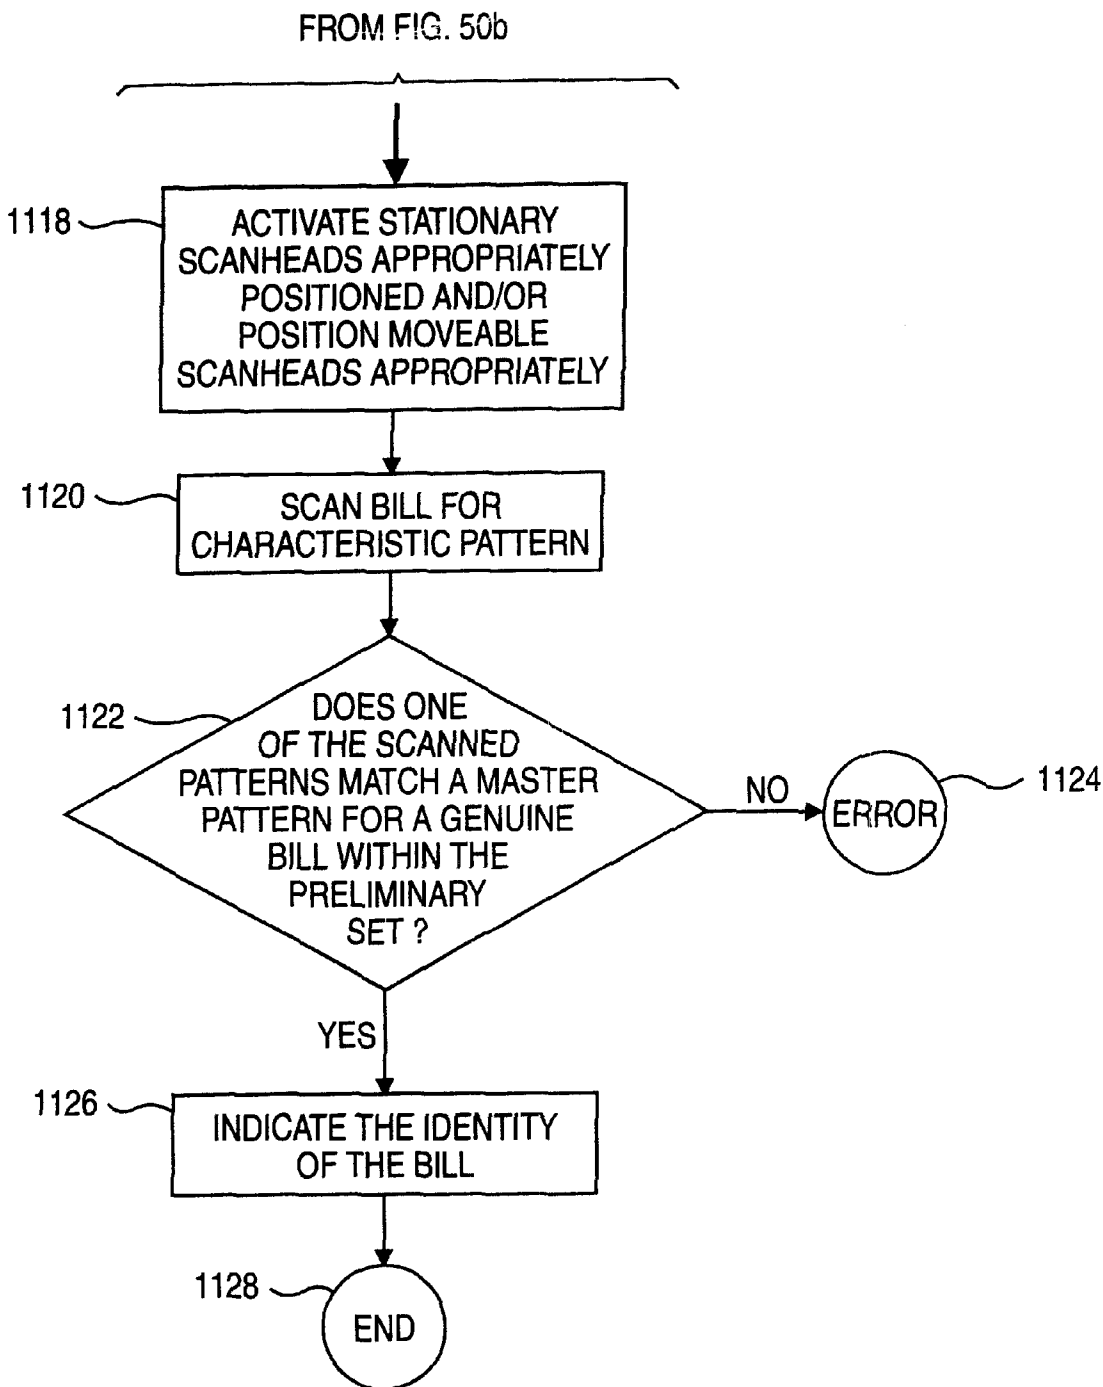 FROM FIG. 50b
1118
ACTIVATE STATIONARY
SCANHEADS APPROPRIATELY
POSITIONED AND/OR
POSITION MOVEABLE
SCANHEADS APPROPRIATELY
1120
SCAN BILL FOR
CHARACTERISTIC PATTERN
1122
DOES ONE
OF THE SCANNED
PATTERNS MATCH A MASTER
PATTERN FOR A GENUINE
BILL WITHIN THE
PRELIMINARY
SET ?
NO
ERROR
1124
YES
1126
INDICATE THE IDENTITY
OF THE BILL
1128
END